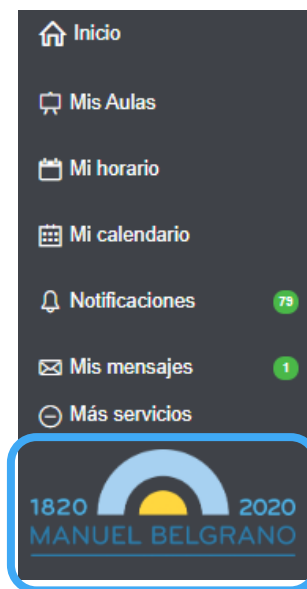 Inicio
Mis Aulas
Mi horario
Mi calendario
Notificaciones 79
Mis mensajes 1
Más servicios
1820 2020
MANUEL BELGRANO